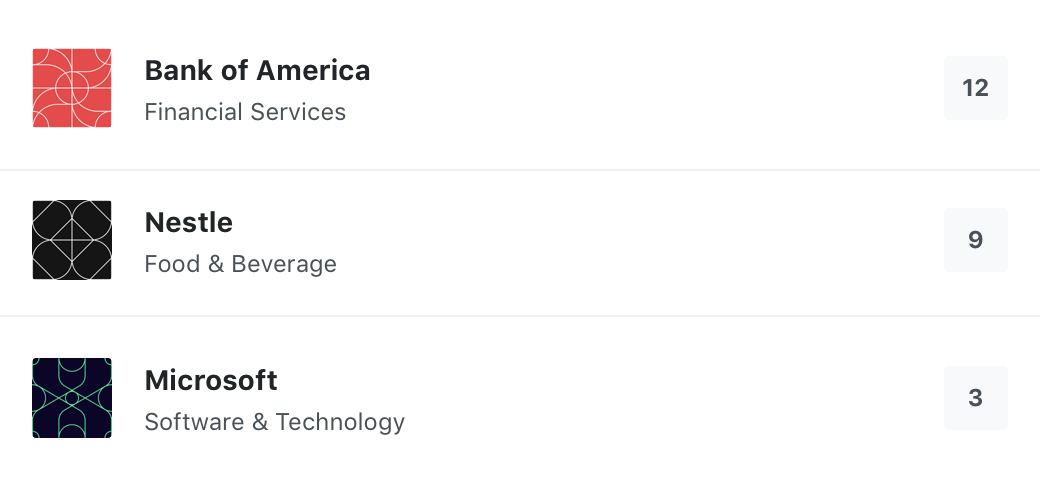 Bank of America
Financial Services
12
Nestle
Food & Beverage
9
Microsoft
Software & Technology
3